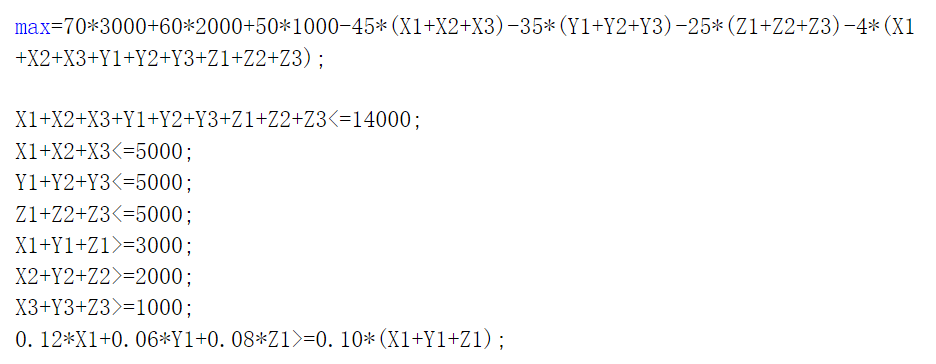 max=70*3000+60*2000+50*1000-45*(X1+X2+X3)-35*(Y1+Y2+Y3)-25*(Z1+Z2+Z3)-4*(X1
+X2+X3+Y1+Y2+Y3+Z1+Z2+Z3);
X1+X2+X3+Y1+Y2+Y3+Z1+Z2+Z3<=14000;
X1+X2+X3<=5000;
Y1+Y2+Y3<=5000;
Z1+Z2+Z3<=5000;
X1+Y1+Z1>=3000;
X2+Y2+Z2>=2000;
X3+Y3+Z3>=1000;
0.12*X1+0.06*Y1+0.08*Z1>=0.10*(X1+Y1+Z1);